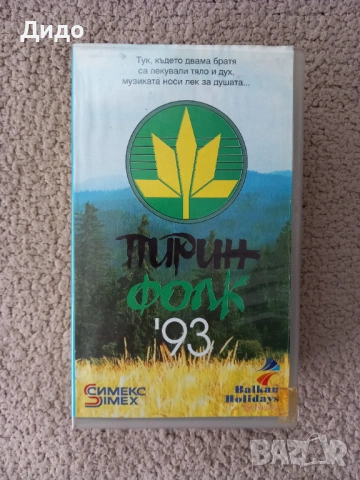 Дидо
Тук, където двама братя
са лекували тяло и дух,
музиката носи лек за душата...
ПИРИН
ФОЛК
'93
СИМЕКС
SIMEX
Balkan
Holidays
BAZAR